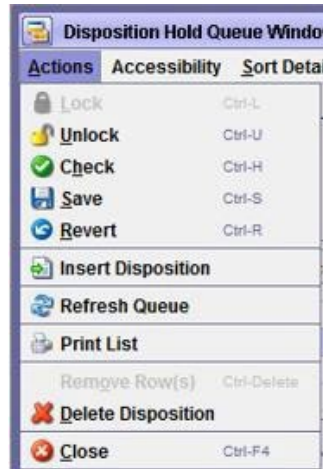 Disposition Hold Queue Windo
Actions Accessibility Sort Detai
Lock Ctrl-L
Unlock Ctrl-U
Check Ctrl-H
Save Ctrl-S
Revert Ctrl-R
Insert Disposition
Refresh Queue
Print List
Remove Row(s) Ctrl-Delete
Delete Disposition
Close Ctrl-F4